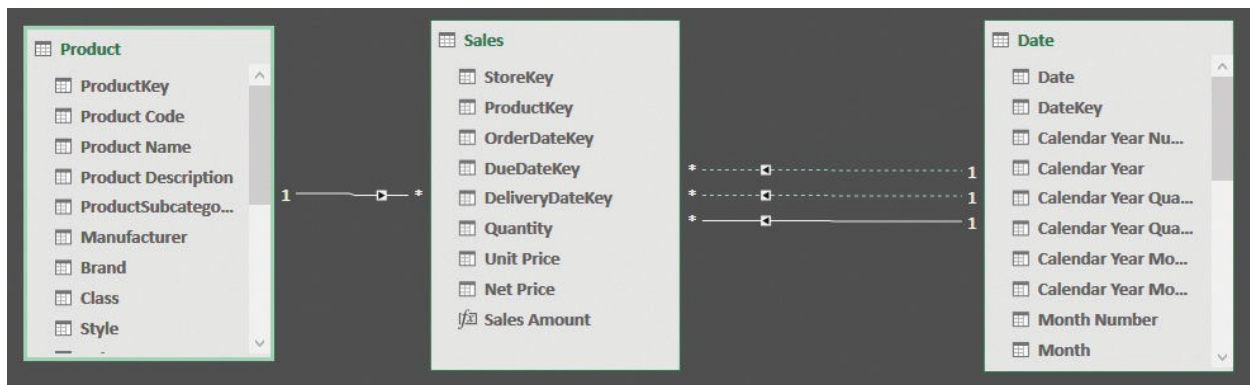 Product
ProductKey
Product Code
Product Name
Product Description
ProductSubcatego...
Manufacturer
Brand
Class
Style
1
*
Sales
StoreKey
ProductKey
OrderDateKey
DueDateKey
DeliveryDateKey
Quantity
Unit Price
Net Price
Sales Amount
* 1
* 1
* 1
Date
Date
DateKey
Calendar Year Nu...
Calendar Year
Calendar Year Qua...
Calendar Year Qua...
Calendar Year Mo...
Calendar Year Mo...
Month Number
Month